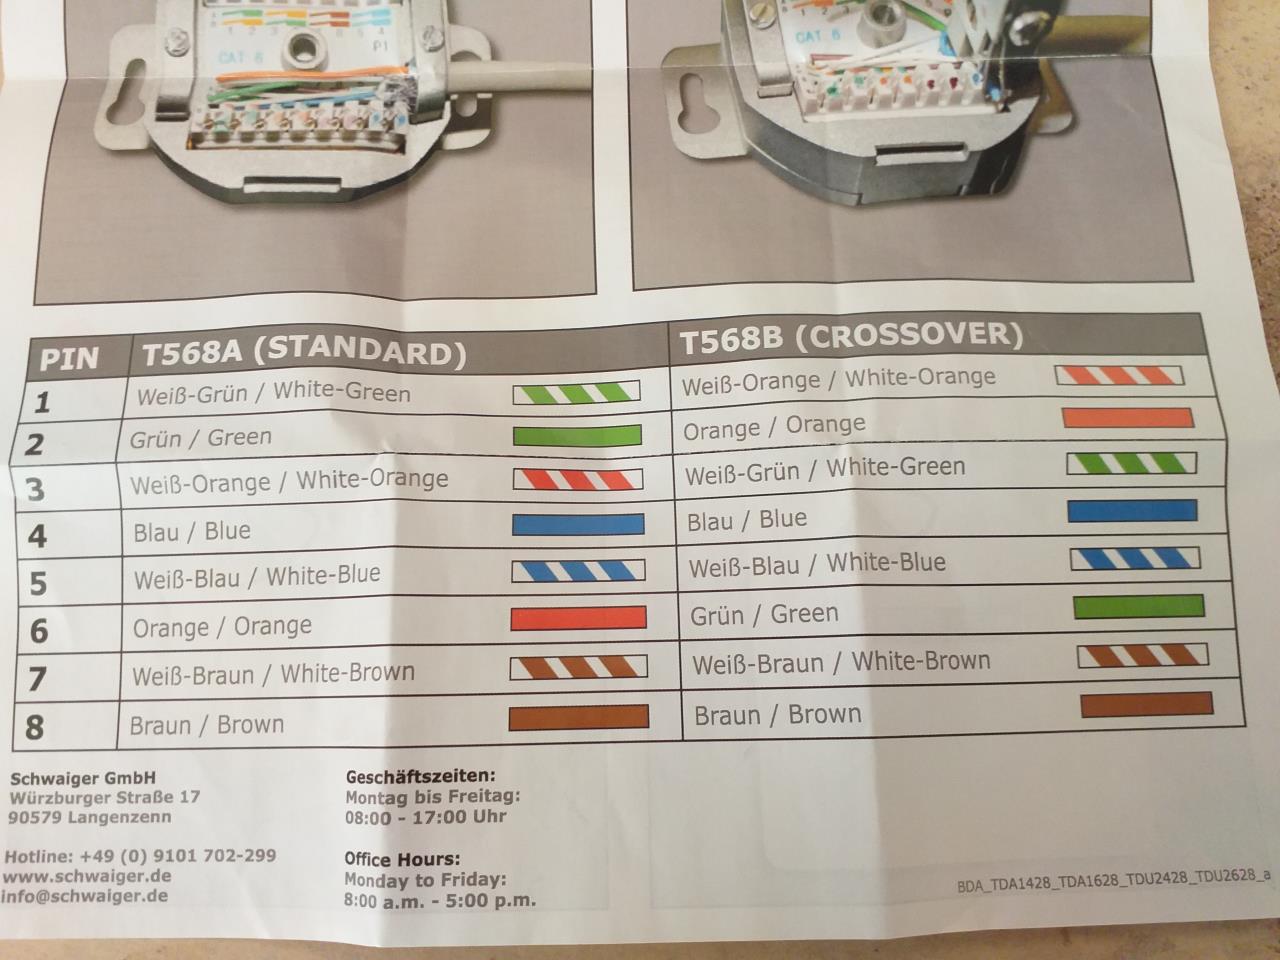 CAT 6
P1
CAT 6
PIN T568A (STANDARD) T568B (CROSSOVER)
1 Weiß-Grün / White-Green Weiß-Orange / White-Orange
2 Grün / Green Orange / Orange
3 Weiß-Orange / White-Orange Weiß-Grün / White-Green
4 Blau / Blue Blau / Blue
5 Weiß-Blau / White-Blue Weiß-Blau / White-Blue
6 Orange / Orange Grün / Green
7 Weiß-Braun / White-Brown Weiß-Braun / White-Brown
8 Braun / Brown Braun / Brown
Schwaiger GmbH
Würzburger Straße 17
90579 Langenzenn
Hotline: +49 (0) 9101 702-299
www.schwaiger.de
info@schwaiger.de
Geschäftszeiten:
Montag bis Freitag:
08:00 - 17:00 Uhr
Office Hours:
Monday to Friday:
8:00 a.m. - 5:00 p.m.
BDA_TDA1428_TDA1628_TDU2428_TDU2628_a